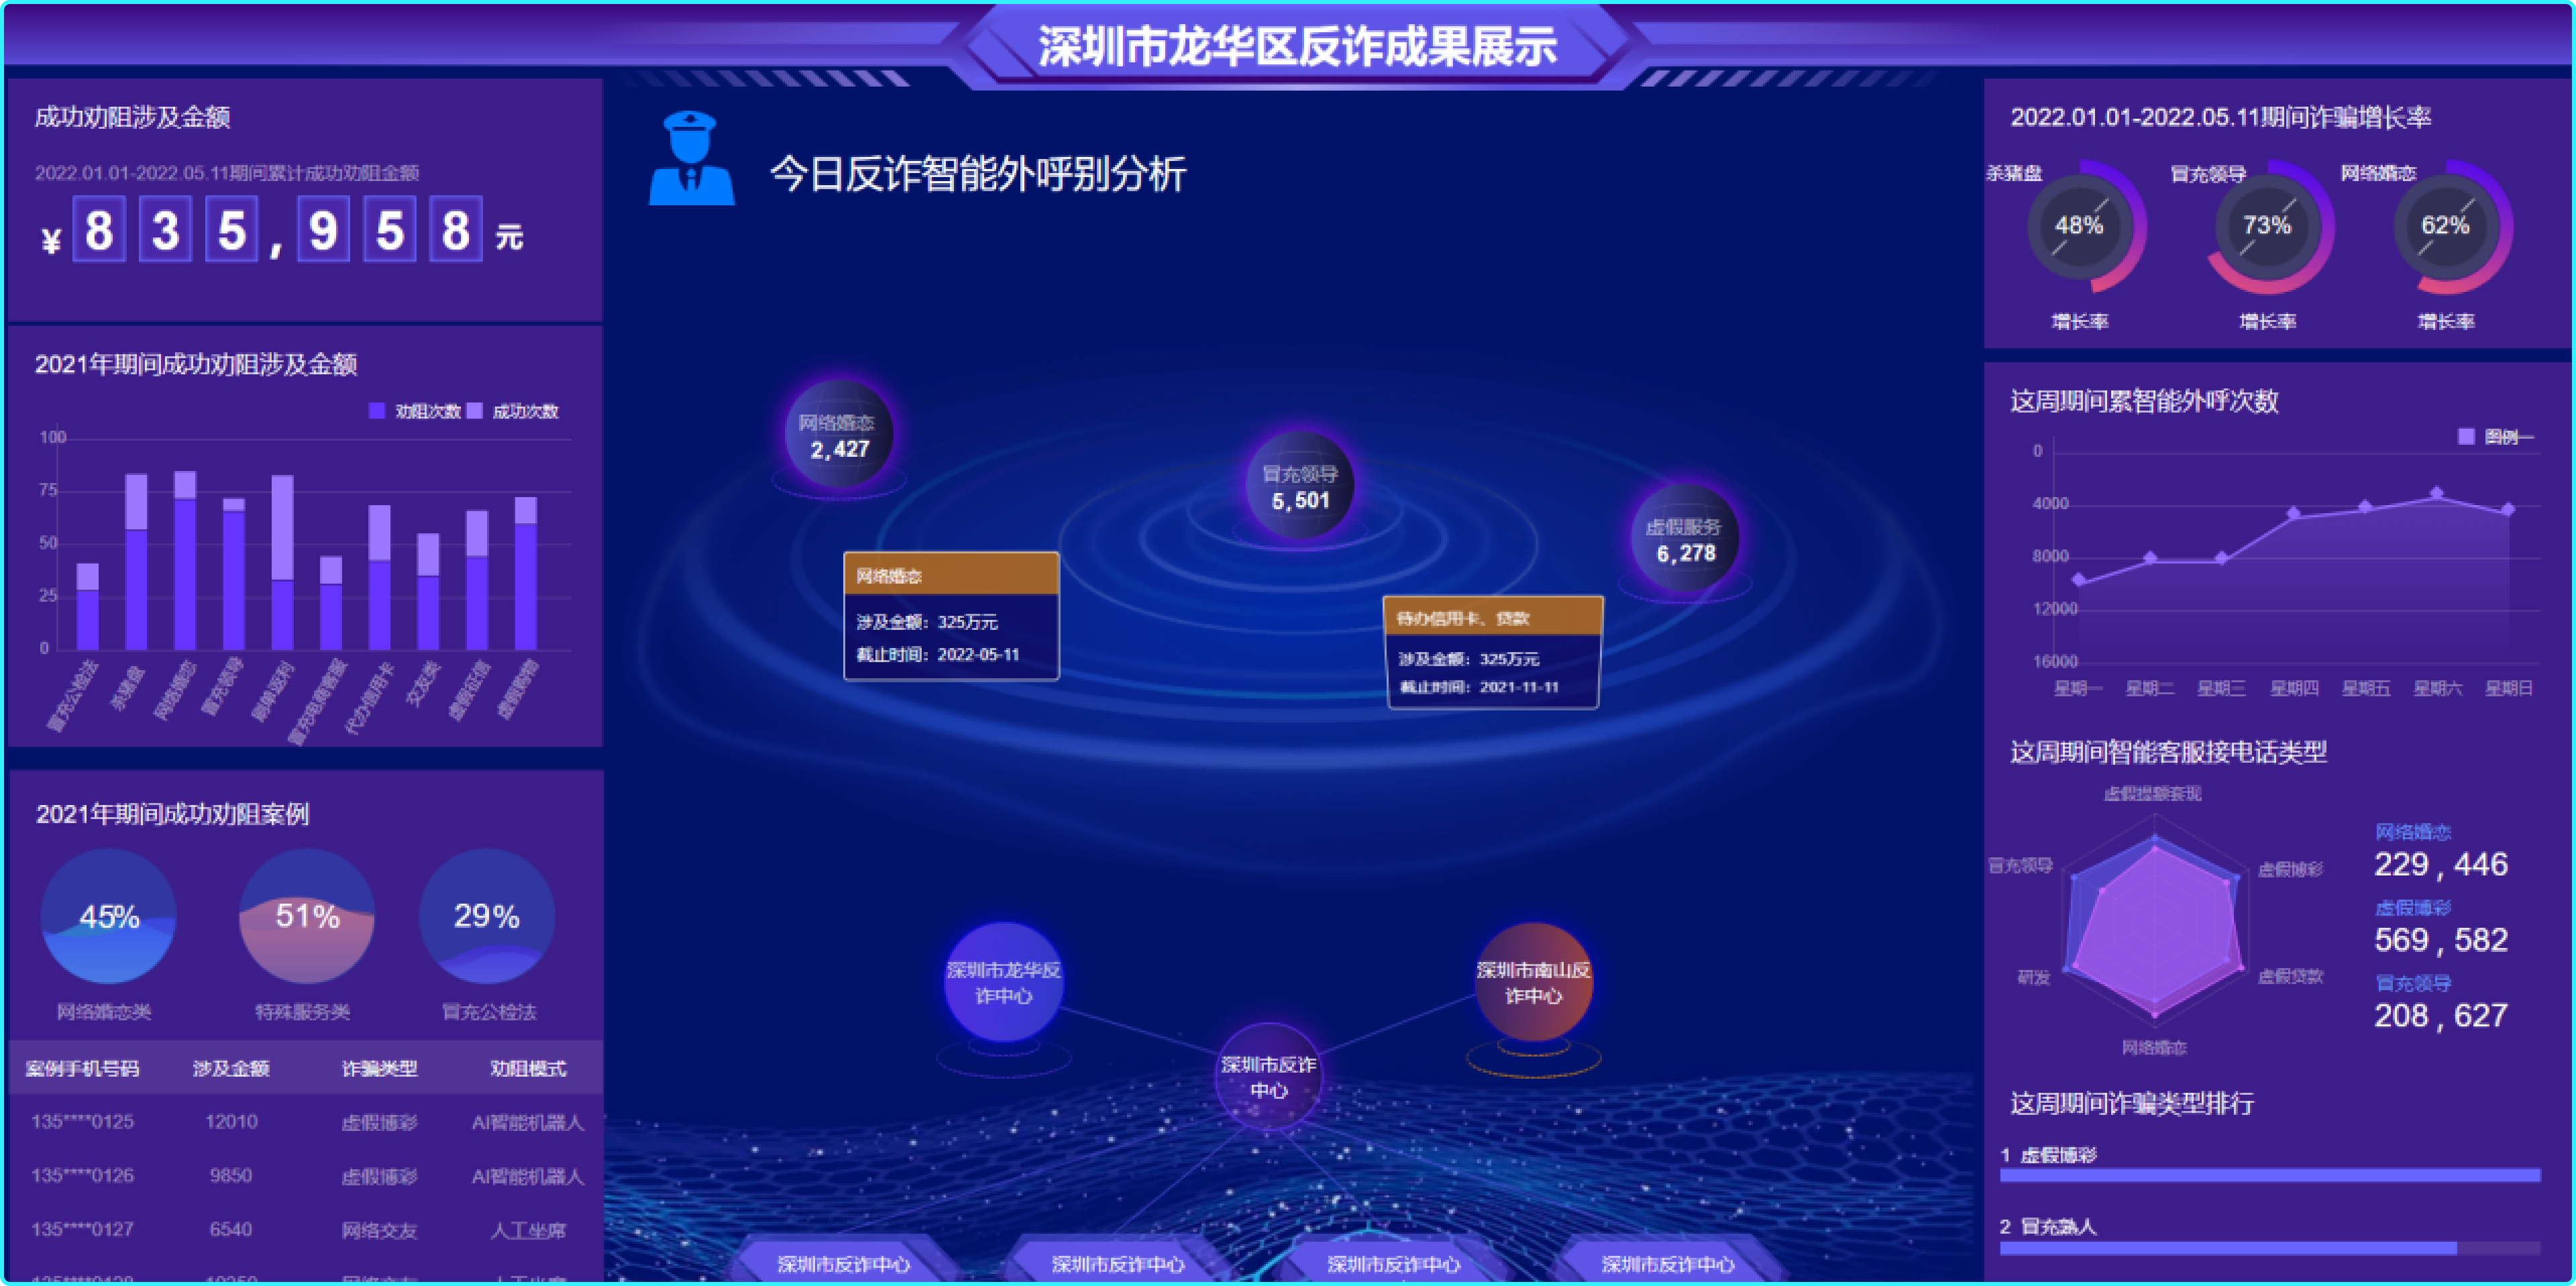 深圳市龙华区反诈成果展示
成功劝阻涉及金额
2022.01.01-2022.05.11期间累计成功劝阻金额
¥ 835,958 元
2021年期间成功劝阻涉及金额
劝阻次数 成功次数
100
75
50
25
0
冒充公检法 杀猪盘 网络婚恋 冒充领导 刷单返利 冒充电商客服 代办信用卡 交友类 虚假征信 虚假购物
2021年期间成功劝阻案例
45% 51% 29%
网络婚恋类 特殊服务类 冒充公检法
案例手机号码 涉及金额 诈骗类型 劝阻模式
135****0125 12010 虚假博彩 AI智能机器人
135****0126 9850 虚假博彩 AI智能机器人
135****0127 6540 网络交友 人工坐席
今日反诈智能外呼别分析
网络婚恋
2,427
冒充领导
5,501
虚假服务
6,278
网络婚恋
涉及金额：325万元
截止时间：2022-05-11
待办信用卡、贷款
涉及金额：325万元
截止时间：2021-11-11
深圳市龙华反
诈中心
深圳市南山反
诈中心
深圳市反诈
中心
深圳市反诈中心 深圳市反诈中心 深圳市反诈中心 深圳市反诈中心
2022.01.01-2022.05.11期间诈骗增长率
杀猪盘 冒充领导 网络婚恋
48% 73% 62%
增长率 增长率 增长率
这周期间累智能外呼次数
图例一
0
4000
8000
12000
16000
星期一 星期二 星期三 星期四 星期五 星期六 星期日
这周期间智能客服接电话类型
虚假提额套现
冒充领导
虚假博彩
研发
虚假贷款
网络婚恋
网络婚恋
229 , 446
虚假博彩
569 , 582
冒充领导
208 , 627
这周期间诈骗类型排行
1 虚假博彩
2 冒充熟人